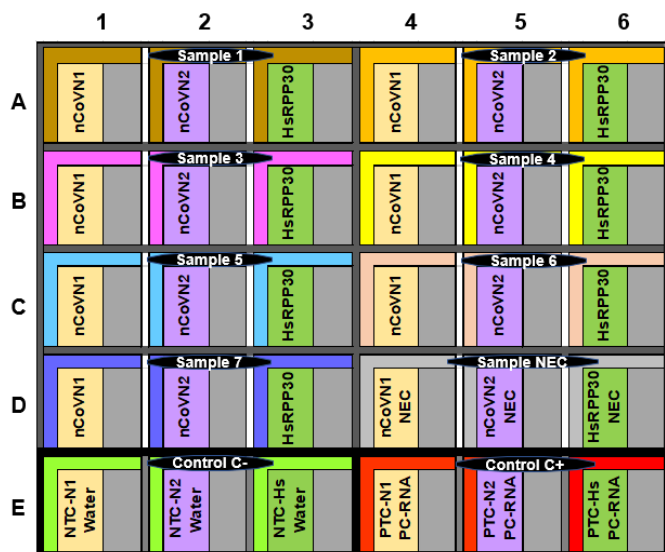 1 2 3 4 5 6
Sample 1 Sample 2
A nCoVN1 nCoVN2 HsRPP30 nCoVN1 nCoVN2 HsRPP30
Sample 3 Sample 4
B nCoVN1 nCoVN2 HsRPP30 nCoVN1 nCoVN2 HsRPP30
Sample 5 Sample 6
C nCoVN1 nCoVN2 HsRPP30 nCoVN1 nCoVN2 HsRPP30
Sample 7 Sample NEC
D nCoVN1 nCoVN2 HsRPP30 nCoVN1 NEC nCoVN2 NEC HsRPP30 NEC
Control C- Control C+
E NTC-N1 Water NTC-N2 Water NTC-Hs Water PTC-N1 PC-RNA PTC-N2 PC-RNA PTC-Hs PC-RNA